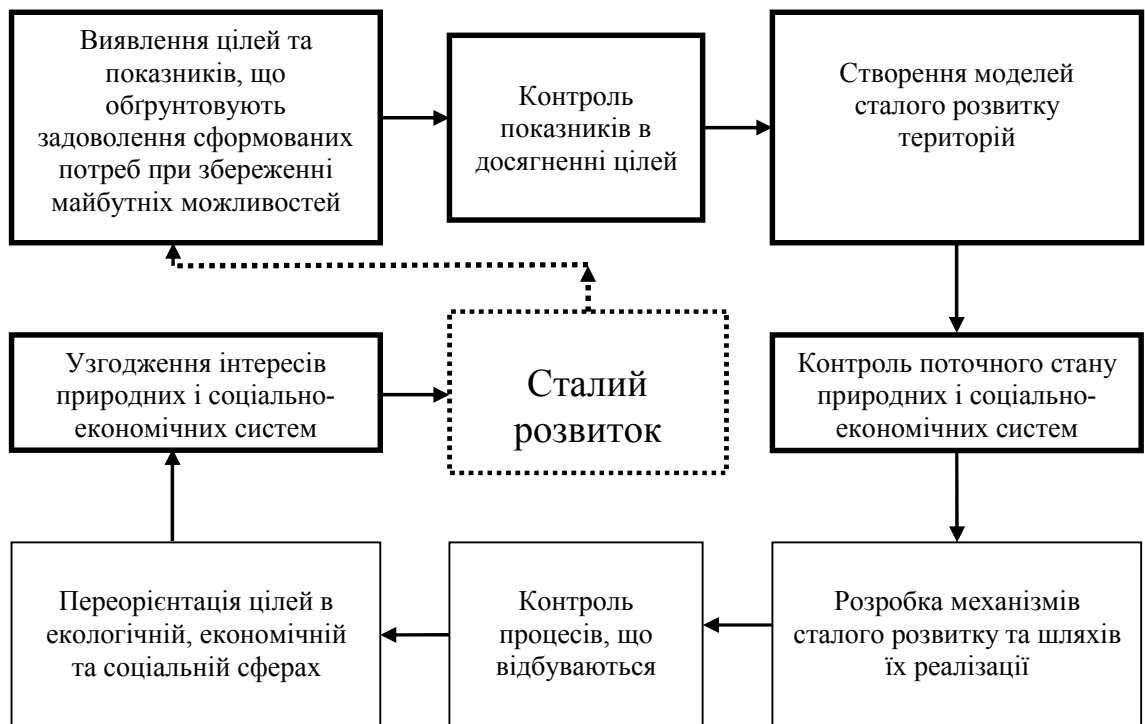 Виявлення цілей та
показників, що
обґрунтовують
задоволення сформованих
потреб при збереженні
майбутніх можливостей
Контроль
показників в
досягненні цілей
Створення моделей
сталого розвитку
територій
Узгодження інтересів
природних і соціально-
економічних систем
Сталий
розвиток
Контроль поточного стану
природних і соціально-
економічних систем
Переорієнтація цілей в
екологічній, економічній
та соціальній сферах
Контроль
процесів, що
відбуваються
Розробка механізмів
сталого розвитку та шляхів
їх реалізації